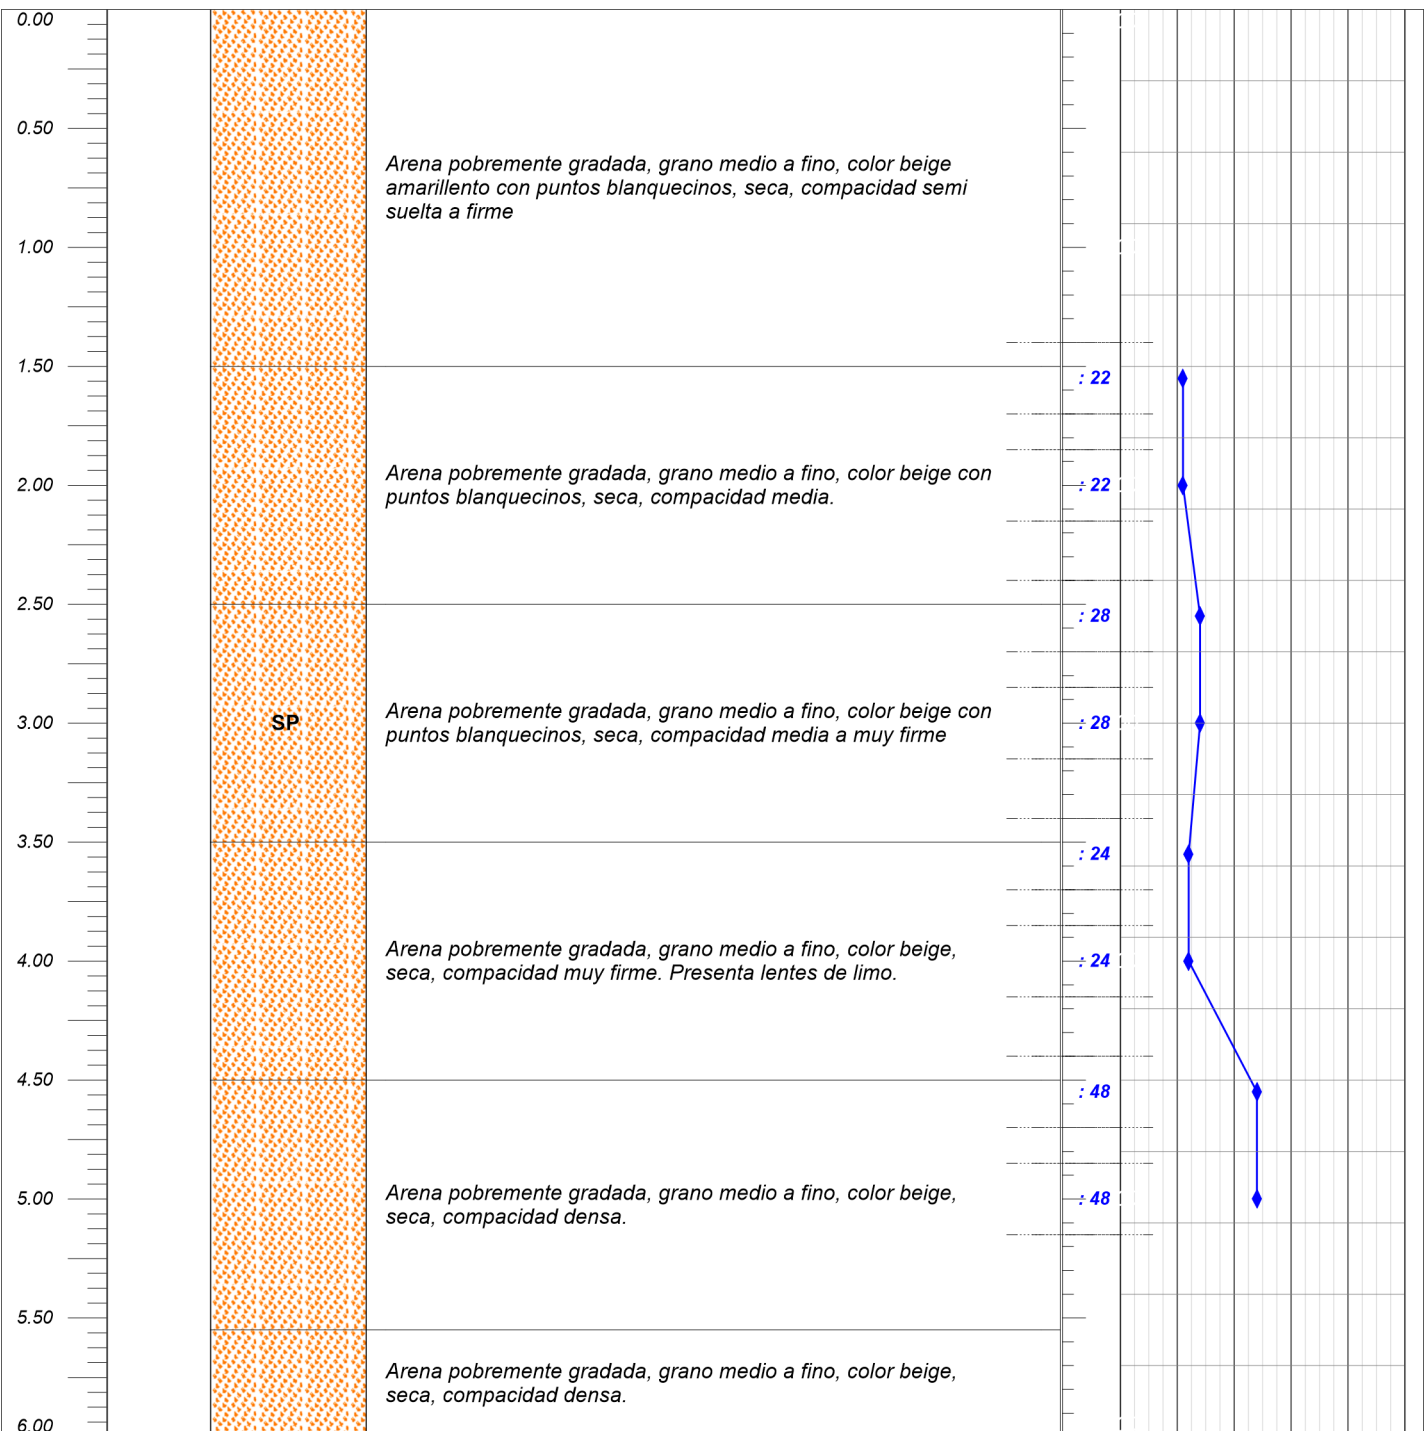 0.00
0.50
Arena pobremente gradada, grano medio a fino, color beige
amarillento con puntos blanquecinos, seca, compacidad semi
suelta a firme
1.00
1.50
: 22
Arena pobremente gradada, grano medio a fino, color beige con
puntos blanquecinos, seca, compacidad media.
2.00
: 22
2.50
: 28
Arena pobremente gradada, grano medio a fino, color beige con
puntos blanquecinos, seca, compacidad media a muy firme
3.00
SP
: 28
3.50
: 24
Arena pobremente gradada, grano medio a fino, color beige,
seca, compacidad muy firme. Presenta lentes de limo.
4.00
: 24
4.50
: 48
Arena pobremente gradada, grano medio a fino, color beige,
seca, compacidad densa.
5.00
: 48
5.50
Arena pobremente gradada, grano medio a fino, color beige,
seca, compacidad densa.
6.00